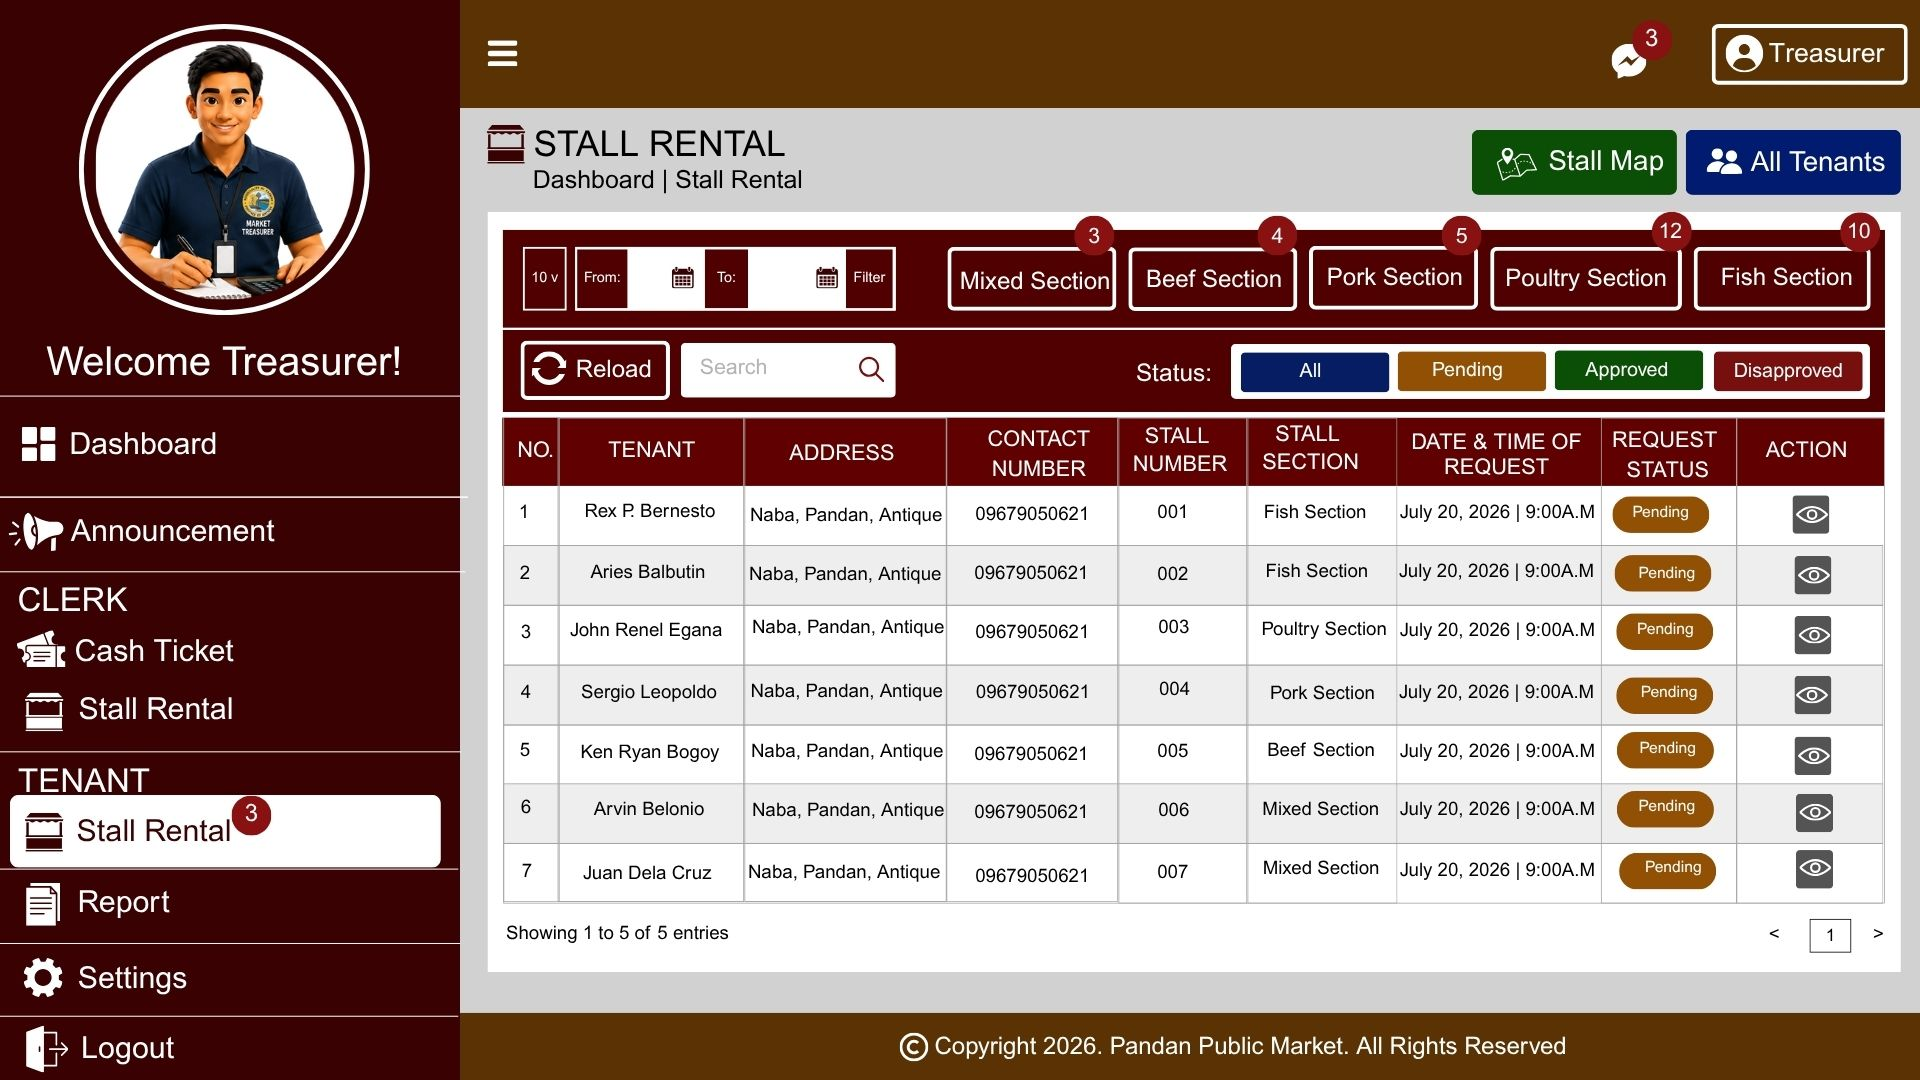 MARKET
TREASURER
Welcome Treasurer!
Dashboard
Announcement
CLERK
Cash Ticket
Stall Rental
TENANT
Stall Rental 3
Report
Settings
Logout
3
Treasurer
STALL RENTAL
Dashboard | Stall Rental
Stall Map
All Tenants
10 v
From:
To:
Filter
Mixed Section 3
Beef Section 4
Pork Section 5
Poultry Section 12
Fish Section 10
Reload
Search
Status:
All
Pending
Approved
Disapproved
NO. TENANT ADDRESS CONTACT NUMBER STALL NUMBER STALL SECTION DATE & TIME OF REQUEST REQUEST STATUS ACTION
1 Rex P. Bernesto Naba, Pandan, Antique 09679050621 001 Fish Section July 20, 2026 | 9:00A.M Pending
2 Aries Balbutin Naba, Pandan, Antique 09679050621 002 Fish Section July 20, 2026 | 9:00A.M Pending
3 John Renel Egana Naba, Pandan, Antique 09679050621 003 Poultry Section July 20, 2026 | 9:00A.M Pending
4 Sergio Leopoldo Naba, Pandan, Antique 09679050621 004 Pork Section July 20, 2026 | 9:00A.M Pending
5 Ken Ryan Bogoy Naba, Pandan, Antique 09679050621 005 Beef Section July 20, 2026 | 9:00A.M Pending
6 Arvin Belonio Naba, Pandan, Antique 09679050621 006 Mixed Section July 20, 2026 | 9:00A.M Pending
7 Juan Dela Cruz Naba, Pandan, Antique 09679050621 007 Mixed Section July 20, 2026 | 9:00A.M Pending
Showing 1 to 5 of 5 entries
< 1 >
© Copyright 2026. Pandan Public Market. All Rights Reserved